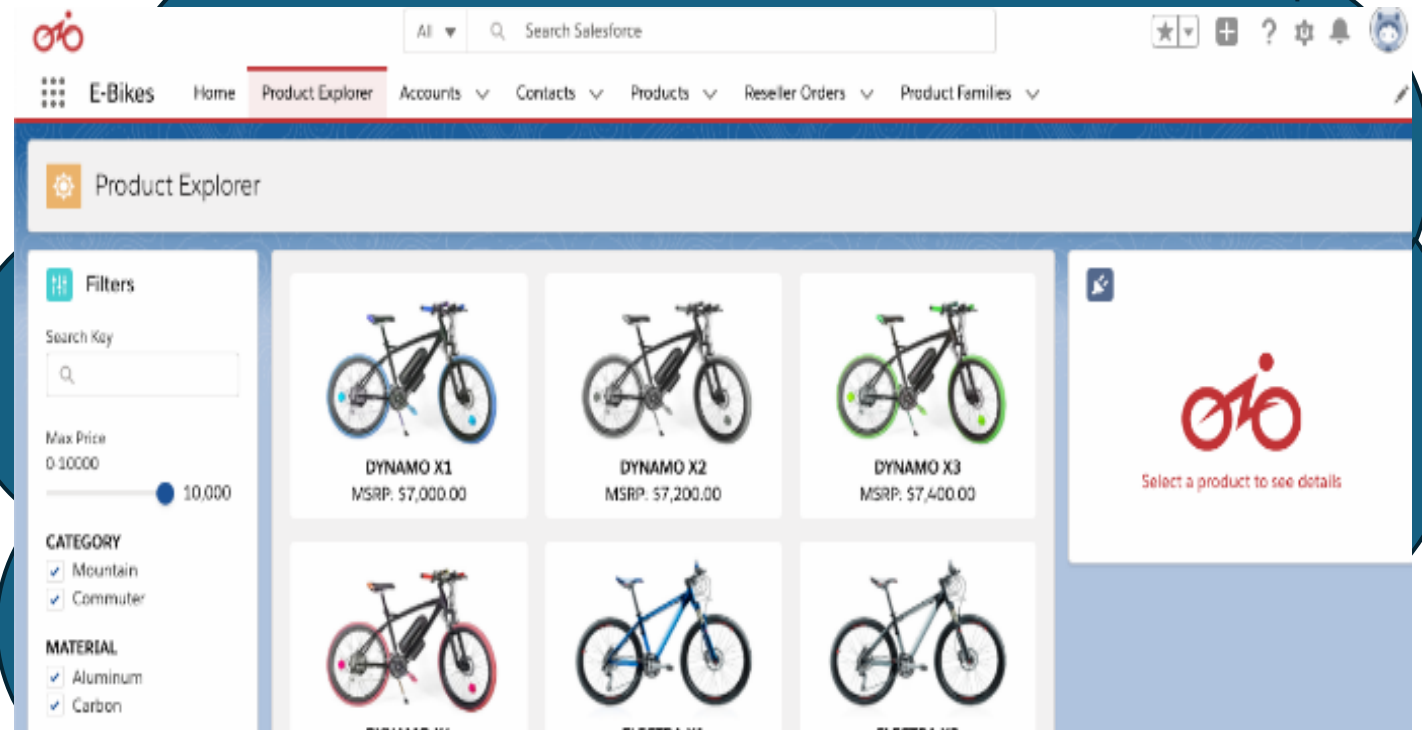 All
Search Salesforce
E-Bikes Home Product Explorer Accounts Contacts Products Reseller Orders Product Families
Product Explorer
Filters
Search Key
Max Price
0-10000
10,000
CATEGORY
Mountain
Commuter
MATERIAL
Aluminum
Carbon
DYNAMO X1
MSRP: $7,000.00
DYNAMO X2
MSRP: $7,200.00
DYNAMO X3
MSRP: $7,400.00
Select a product to see details